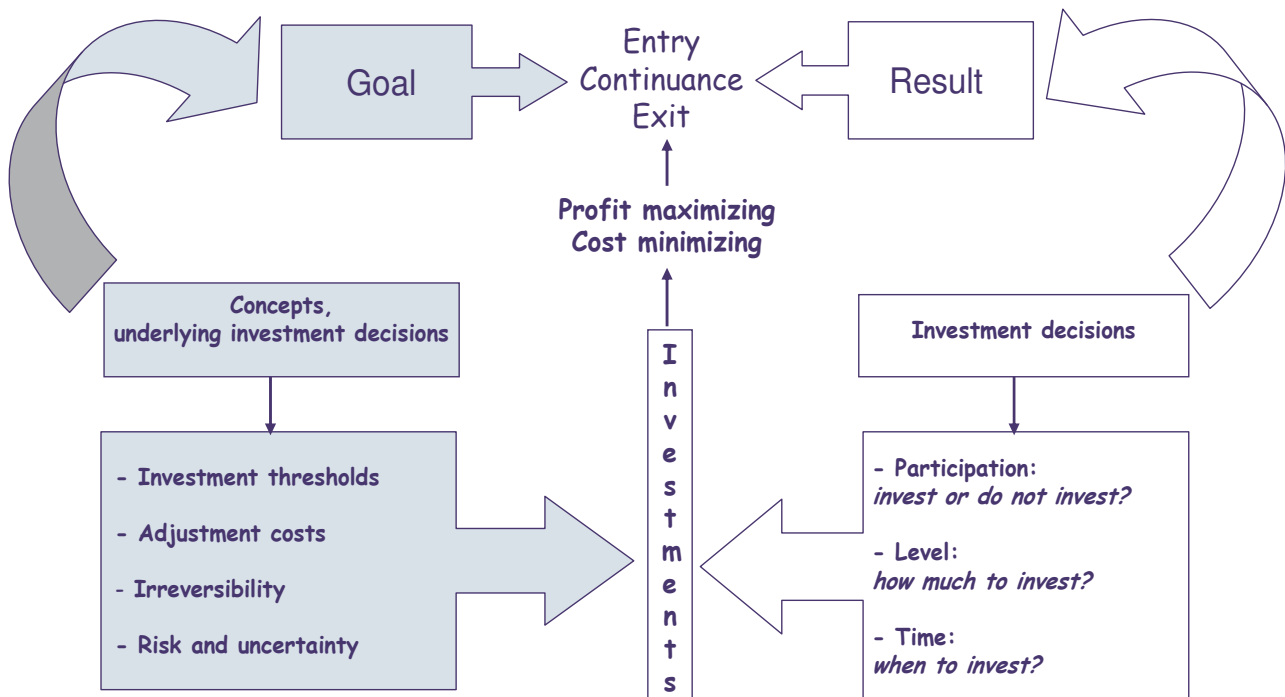 Goal
Entry
Continuance
Exit
Result
Profit maximizing
Cost minimizing
Concepts,
underlying investment decisions
Investment decisions
Investments
- Investment thresholds
- Adjustment costs
- Irreversibility
- Risk and uncertainty
- Participation:
invest or do not invest?
- Level:
how much to invest?
- Time:
when to invest?